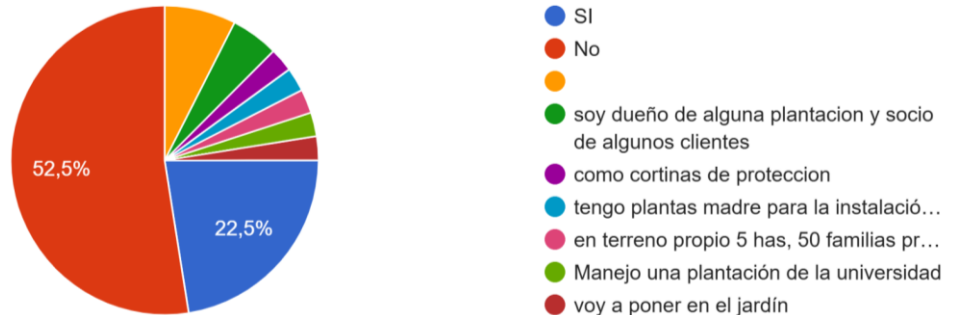 52,5%
22,5%
SI
No
soy dueño de alguna plantacion y socio
de algunos clientes
como cortinas de proteccion
tengo plantas madre para la instalació…
en terreno propio 5 has, 50 familias pr…
Manejo una plantación de la universidad
voy a poner en el jardín